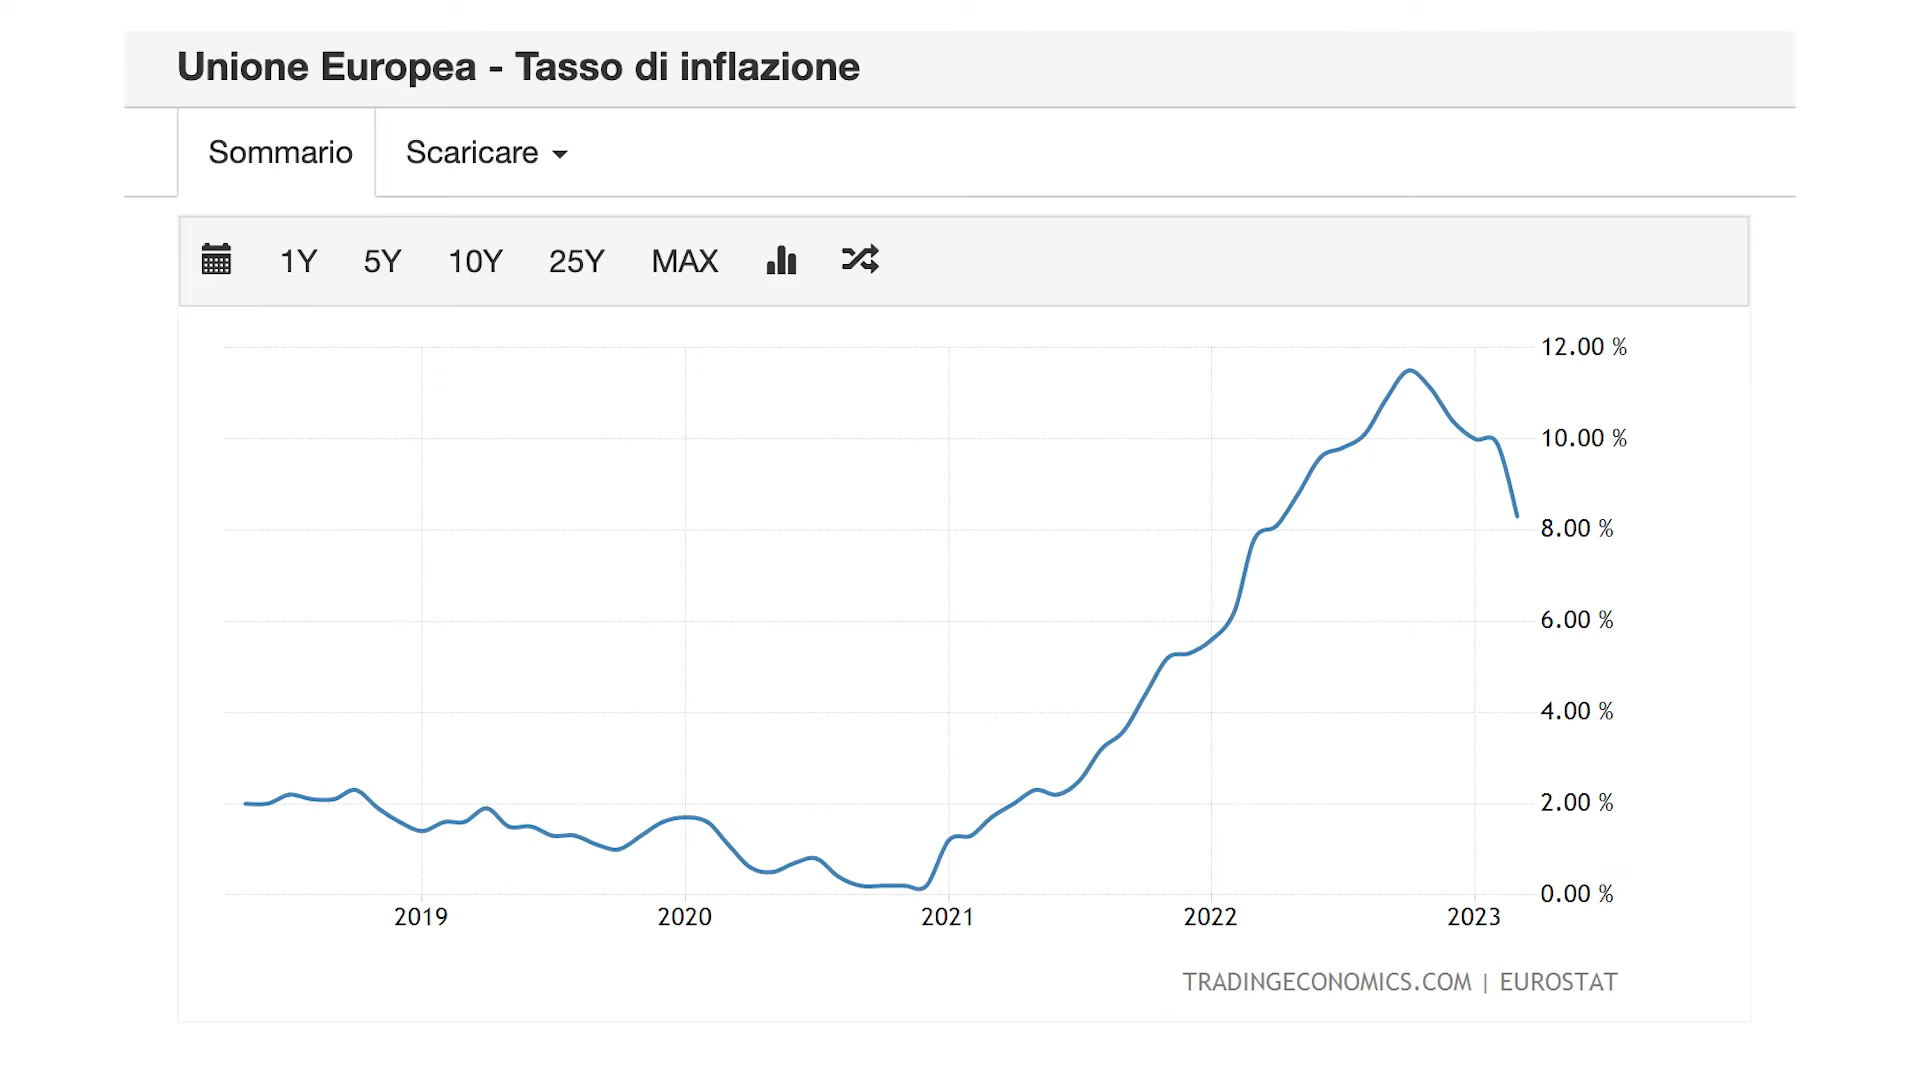 Unione Europea - Tasso di inflazione
Sommario Scaricare
1Y 5Y 10Y 25Y MAX
12.00 %
10.00 %
8.00 %
6.00 %
4.00 %
2.00 %
0.00 %
2019 2020 2021 2022 2023
TRADINGECONOMICS.COM | EUROSTAT